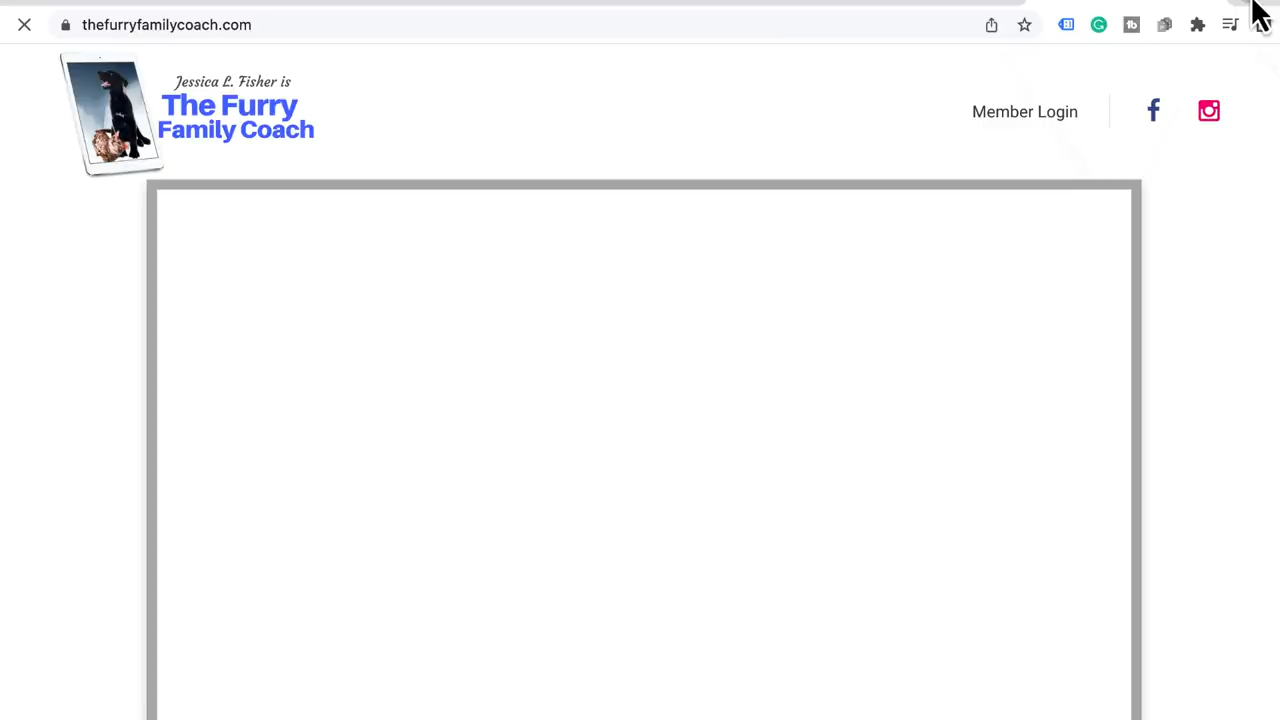 thefurryfamilycoach.com
Jessica L. Fisher is
The Furry
Family Coach
Member Login